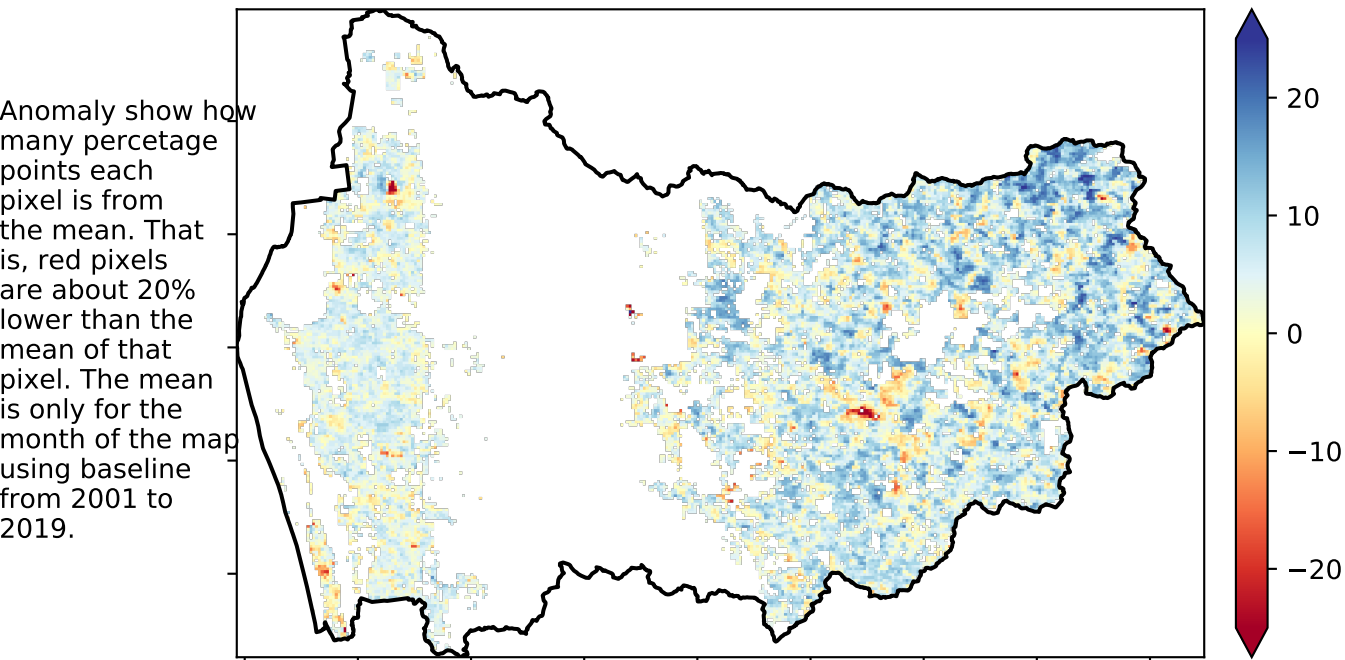 Anomaly show how
many percetage
points each
pixel is from
the mean. That
is, red pixels
are about 20%
lower than the
mean of that
pixel. The mean
is only for the
month of the map
using baseline
from 2001 to
2019.
20
10
0
−10
−20